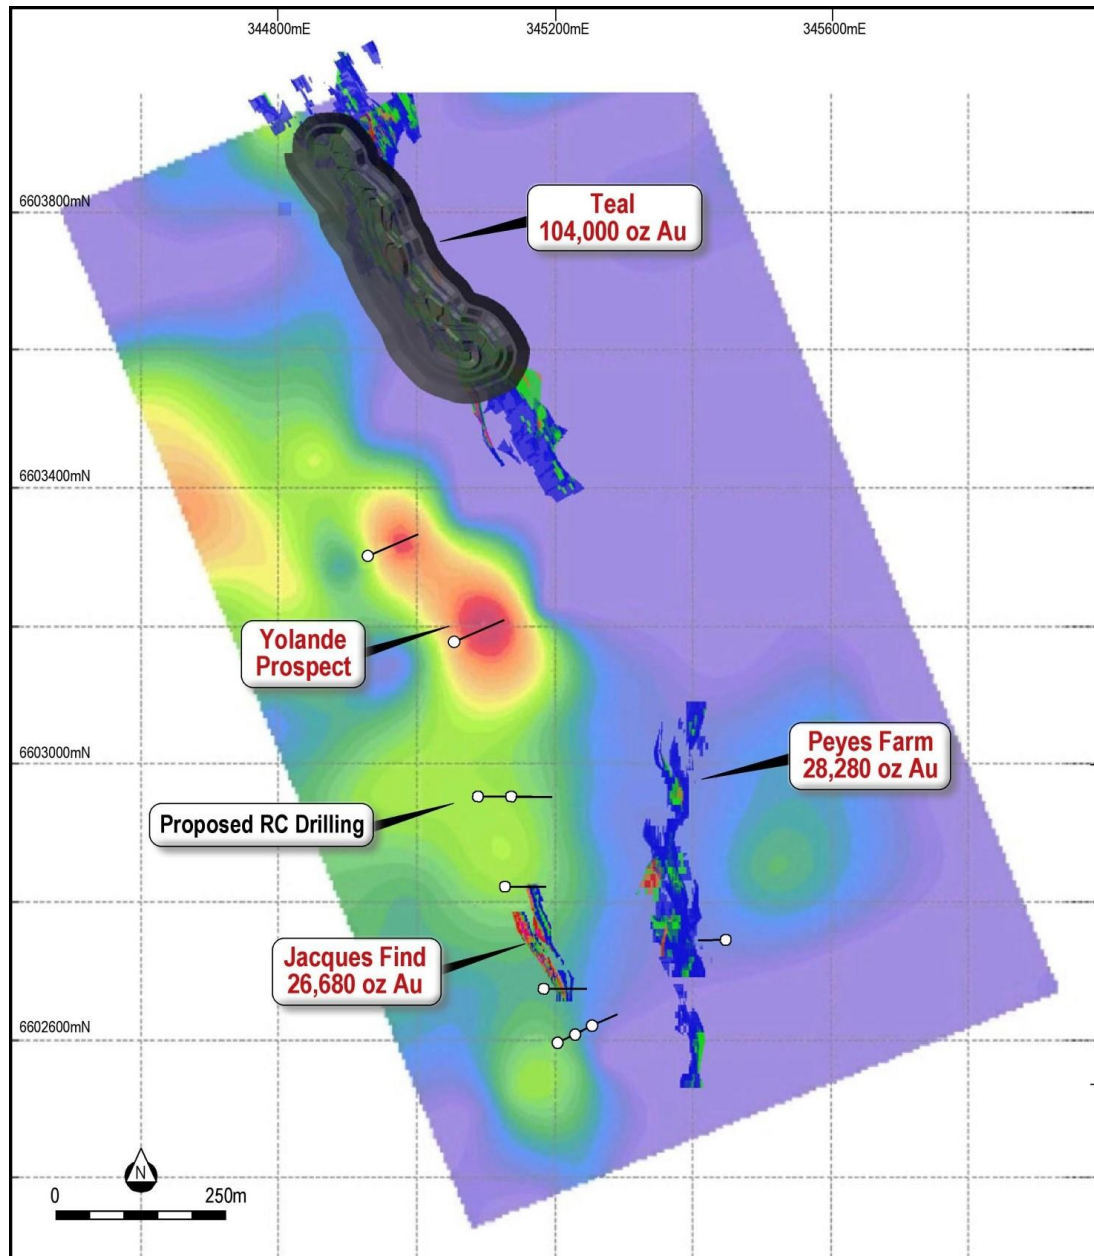 344800mE
345200mE
345600mE
6603800mN
Teal
104,000 oz Au
6603400mN
Yolande
Prospect
6603000mN
Peyes Farm
28,280 oz Au
Proposed RC Drilling
Jacques Find
26,680 oz Au
6602600mN
N
0
250m